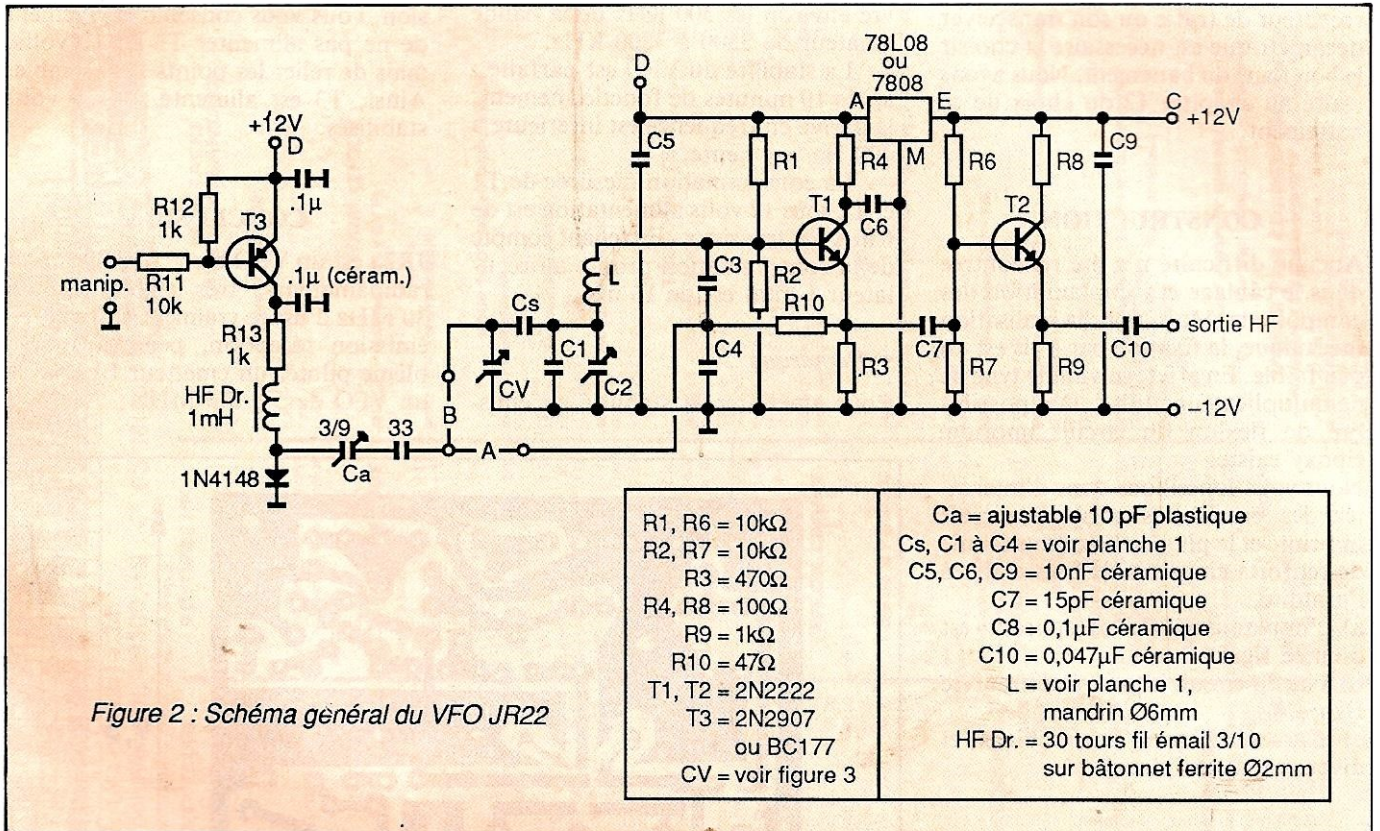 78L08
ou
7808
D
A
E
C
+12V
M
C5
R1
R4
C6
R6
R8
C9
T1
T2
+12V
D
.1µ
R12
1k
T3
manip.
R11
10k
.1µ (céram.)
R13
1k
HF Dr.
1mH
L
C3
R2
Cs
R10
C1
C2
CV
B
C4
R3
C7
R7
R9
C10
sortie HF
–12V
3/9
33
A
Ca
1N4148
Figure 2 : Schéma général du VFO JR22
R1, R6 = 10kΩ
R2, R7 = 10kΩ
R3 = 470Ω
R4, R8 = 100Ω
R9 = 1kΩ
R10 = 47Ω
T1, T2 = 2N2222
T3 = 2N2907
ou BC177
CV = voir figure 3
Ca = ajustable 10 pF plastique
Cs, C1 à C4 = voir planche 1
C5, C6, C9 = 10nF céramique
C7 = 15pF céramique
C8 = 0,1µF céramique
C10 = 0,047µF céramique
L = voir planche 1,
mandrin Ø6mm
HF Dr. = 30 tours fil émail 3/10
sur bâtonnet ferrite Ø2mm